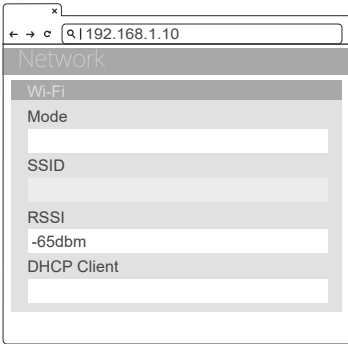 192.168.1.10
Network
Wi-Fi
Mode
SSID
RSSI
-65dbm
DHCP Client